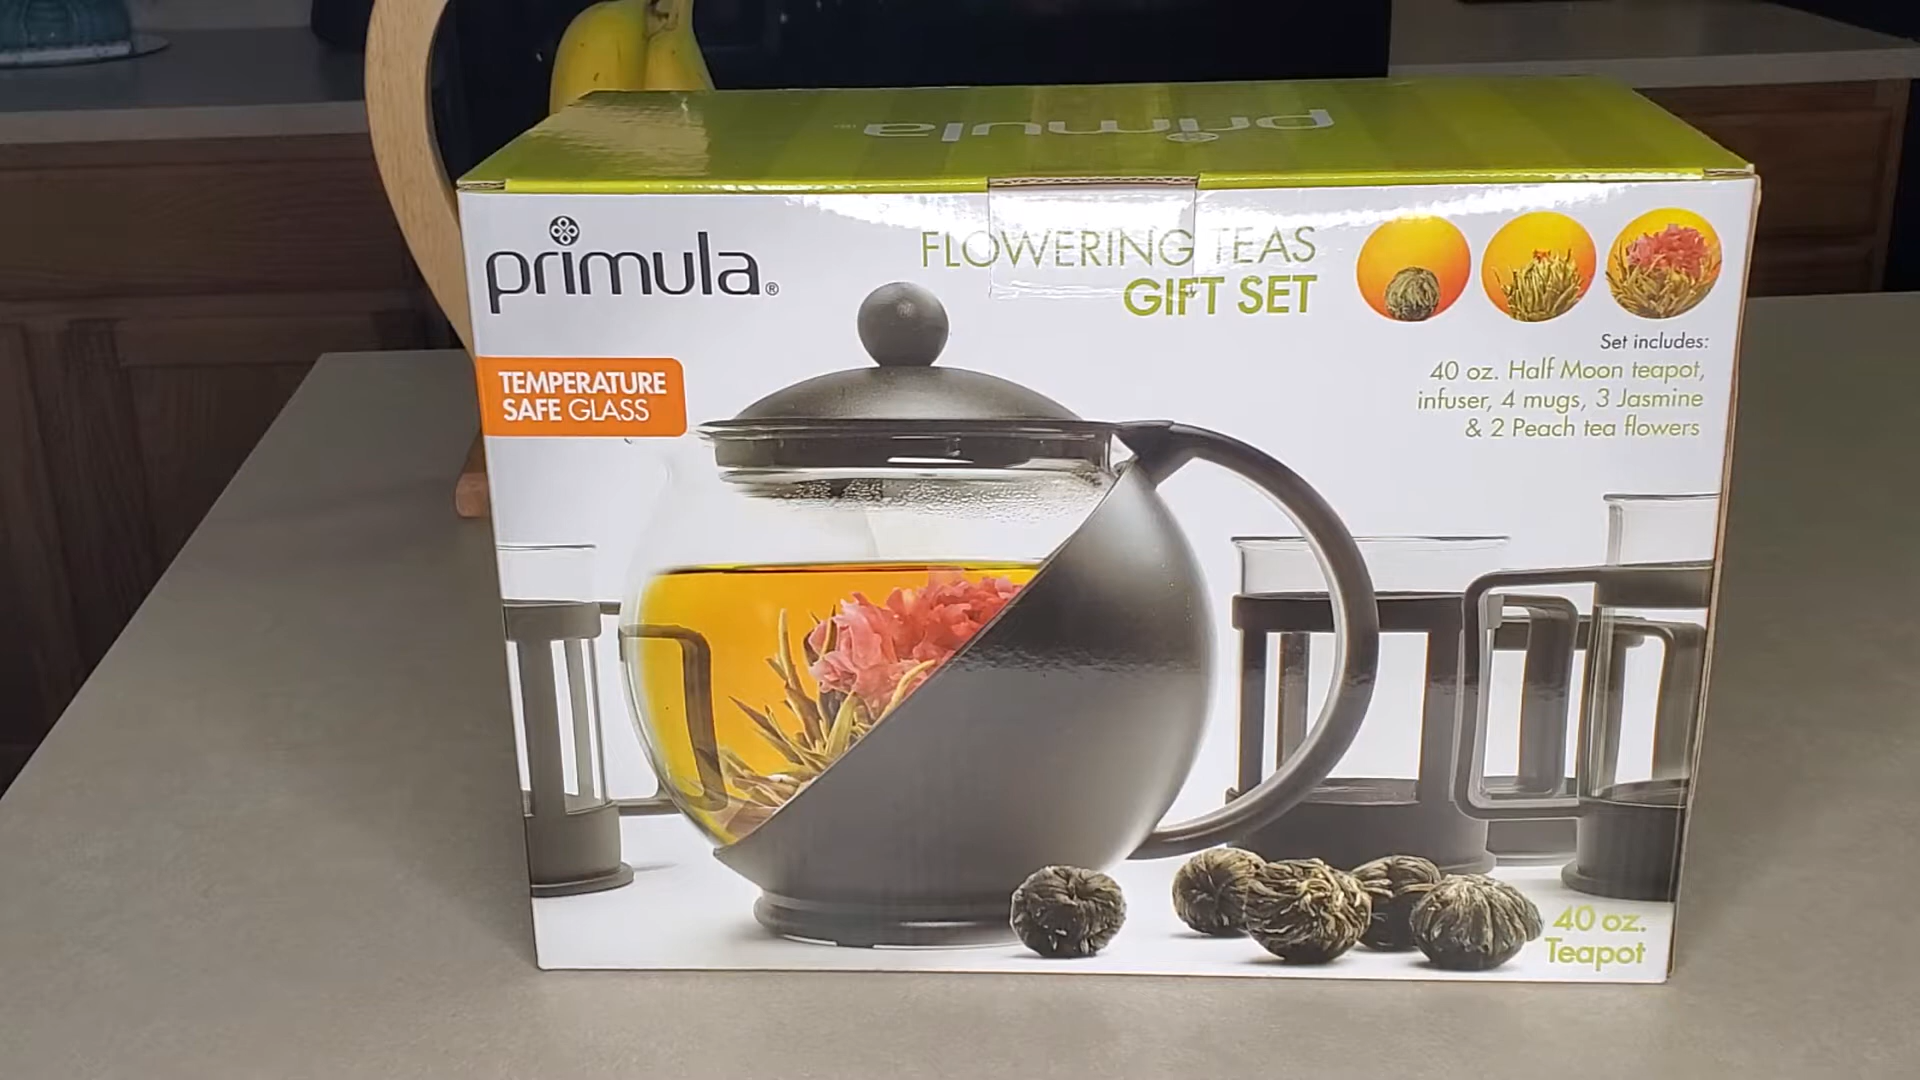 primula
primula®
FLOWERING TEAS
GIFT SET
TEMPERATURE
SAFE GLASS
Set includes:
40 oz. Half Moon teapot,
infuser, 4 mugs, 3 Jasmine
& 2 Peach tea flowers
40 oz.
Teapot